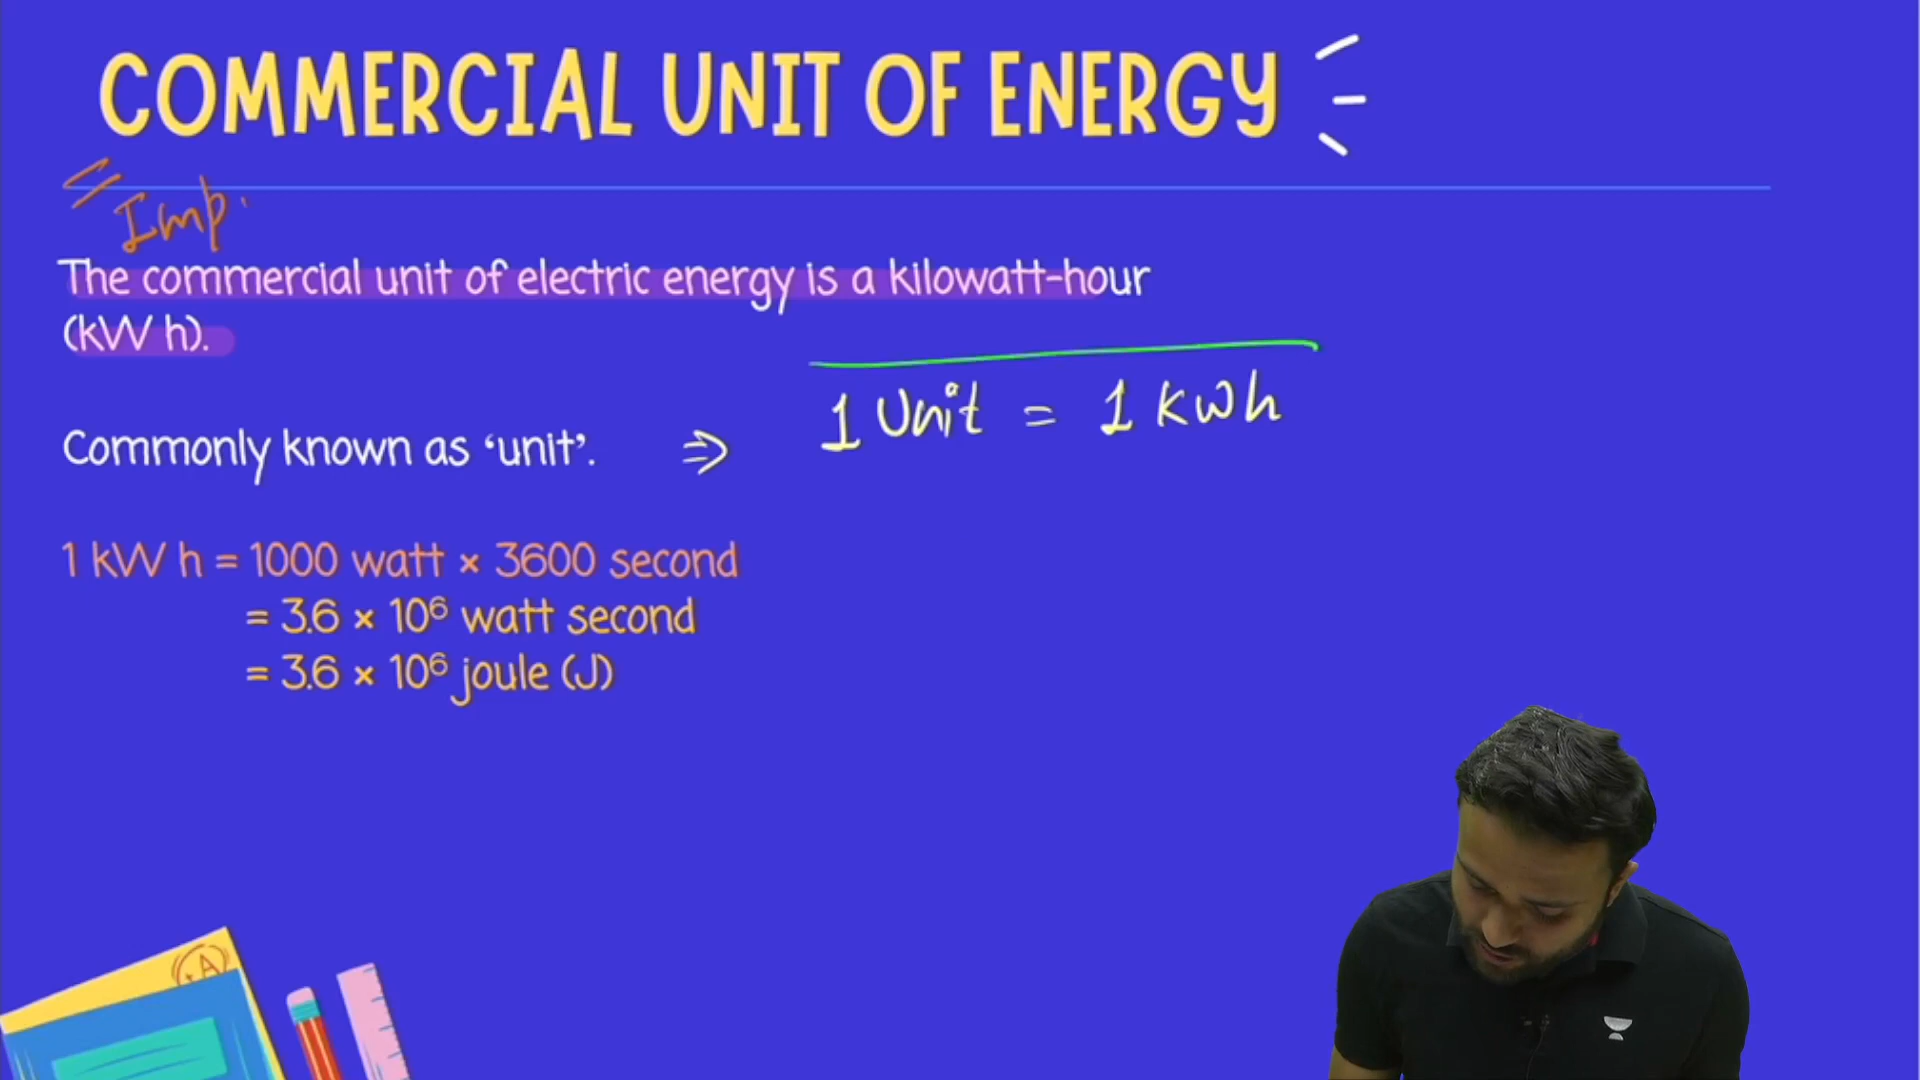 COMMERCIAL UNIT OF ENERGY
Imp.
The commercial unit of electric energy is a kilowatt-hour
(kW h).
1 Unit = 1 kwh
Commonly known as ‘unit’. ⇒
1 kW h = 1000 watt × 3600 second
= 3.6 × 10⁶ watt second
= 3.6 × 10⁶ joule (J)
A